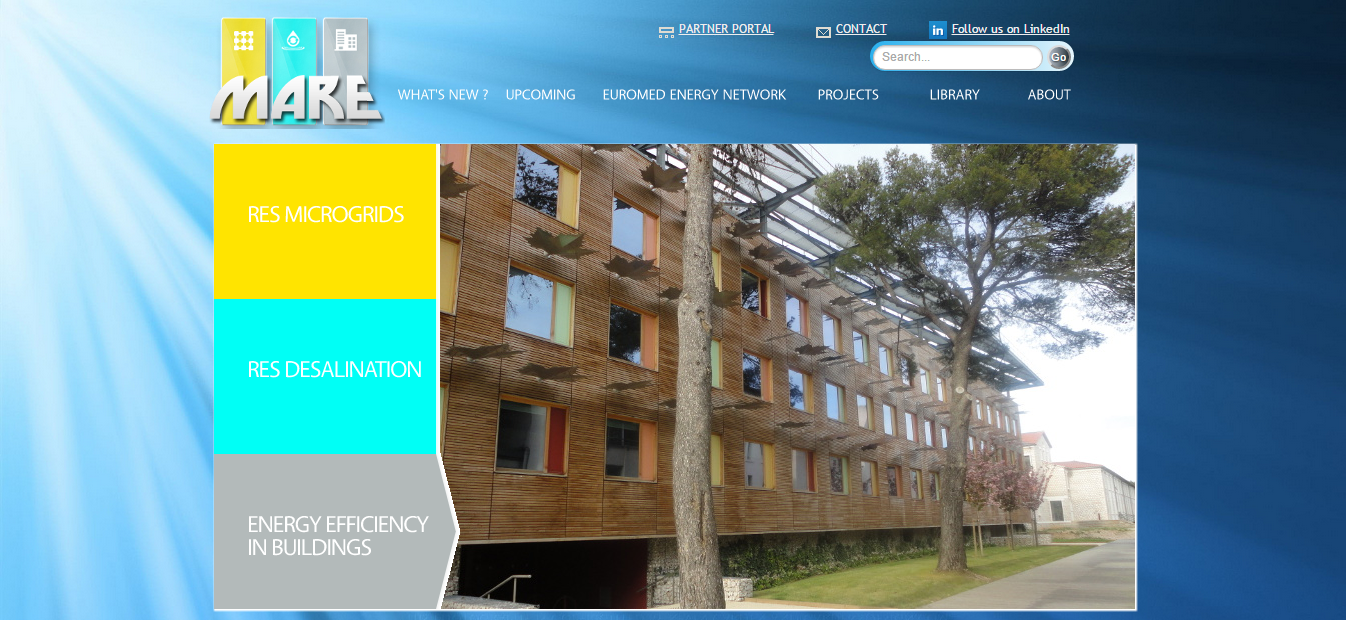 PARTNER PORTAL
CONTACT
in Follow us on LinkedIn
Search...
Go
MARE
WHAT'S NEW ?
UPCOMING
EUROMED ENERGY NETWORK
PROJECTS
LIBRARY
ABOUT
RES MICROGRIDS
RES DESALINATION
ENERGY EFFICIENCY
IN BUILDINGS